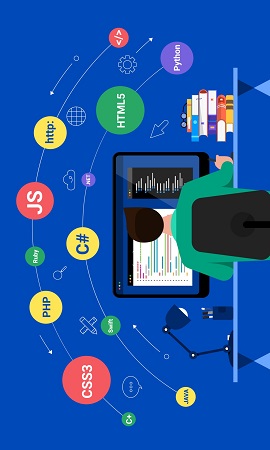 C+
CSS3
PHP
Ruby
JS
http:
</>
JAVA
Swift
C#
.NET
HTML5
Python